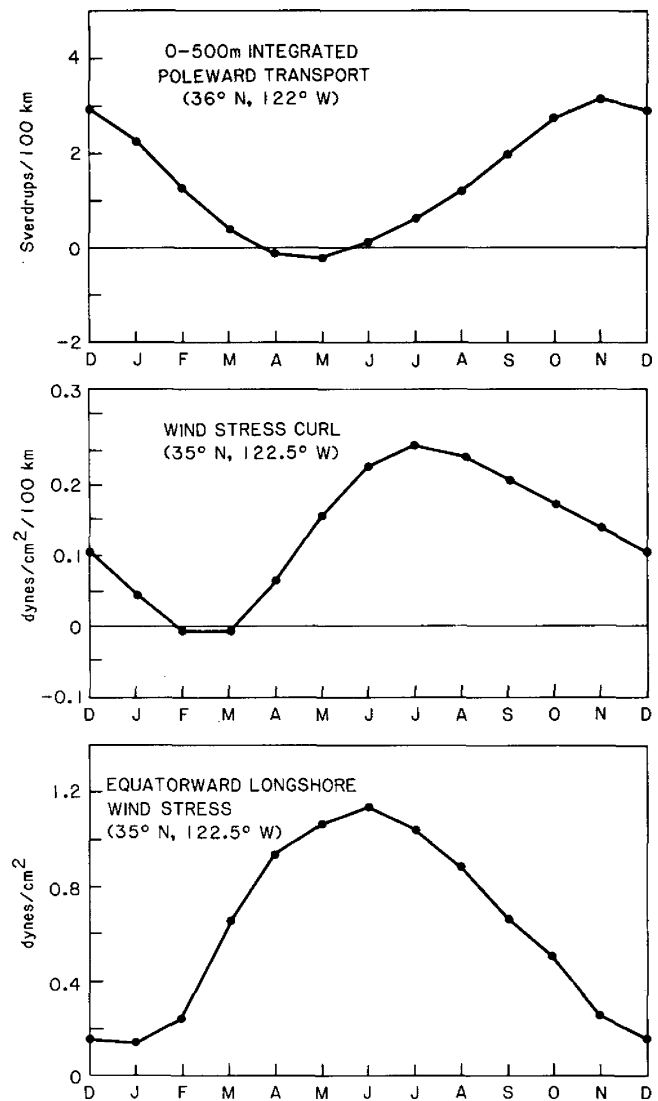 0-500m INTEGRATED
POLEWARD TRANSPORT
(36° N, 122° W)
Sverdrups/100 km
4
2
0
-2
D J F M A M J J A S O N D
WIND STRESS CURL
(35° N, 122.5° W)
dynes/cm²/100 km
0.3
0.2
0.1
0
-0.1
D J F M A M J J A S O N D
EQUATORWARD LONGSHORE
WIND STRESS
(35° N, 122.5° W)
dynes/cm²
1.2
0.8
0.4
0
D J F M A M J J A S O N D